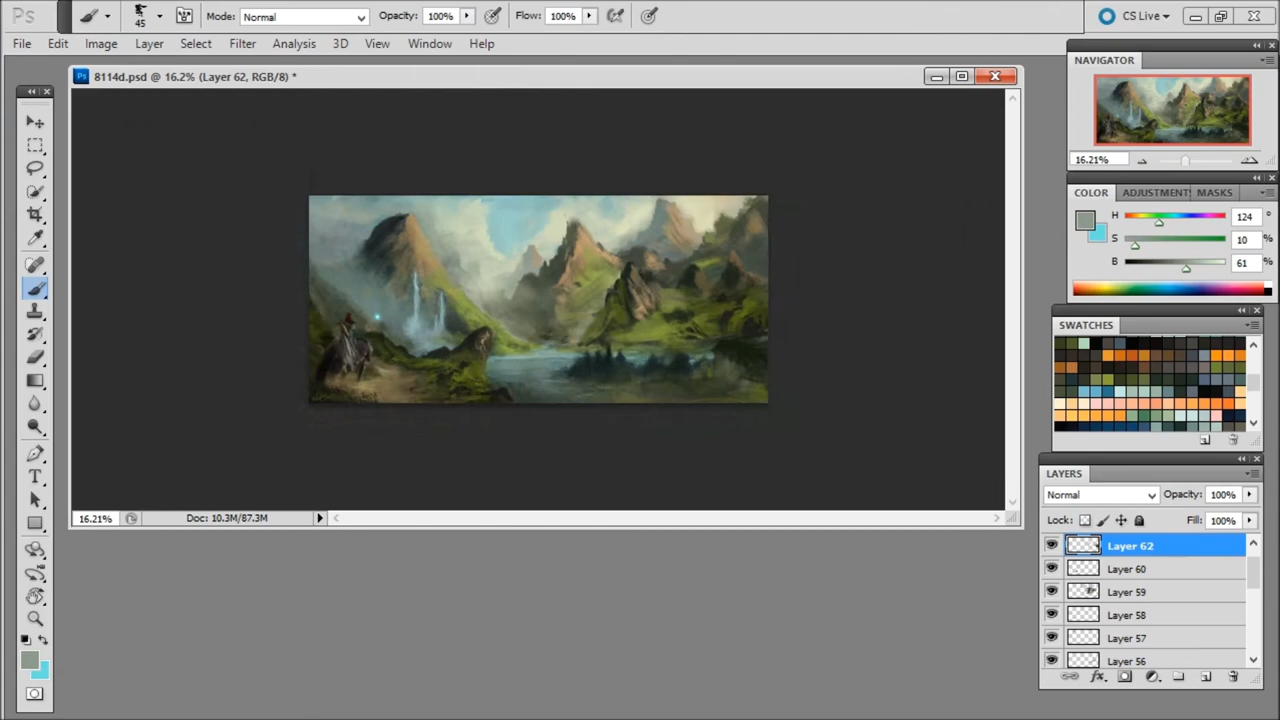 Ps
45
Mode: Normal
Opacity: 100%
Flow: 100%
CS Live
File Edit Image Layer Select Filter Analysis 3D View Window Help
Ps 8114d.psd @ 16.2% (Layer 62, RGB/8) *
NAVIGATOR
16.21%
COLOR ADJUSTMENT MASKS
H 124 °
S 10 %
B 61 %
SWATCHES
LAYERS
Normal Opacity: 100%
Lock: Fill: 100%
Layer 62
Layer 60
Layer 59
Layer 58
Layer 57
Layer 56
T
16.21% Doc: 10.3M/87.3M